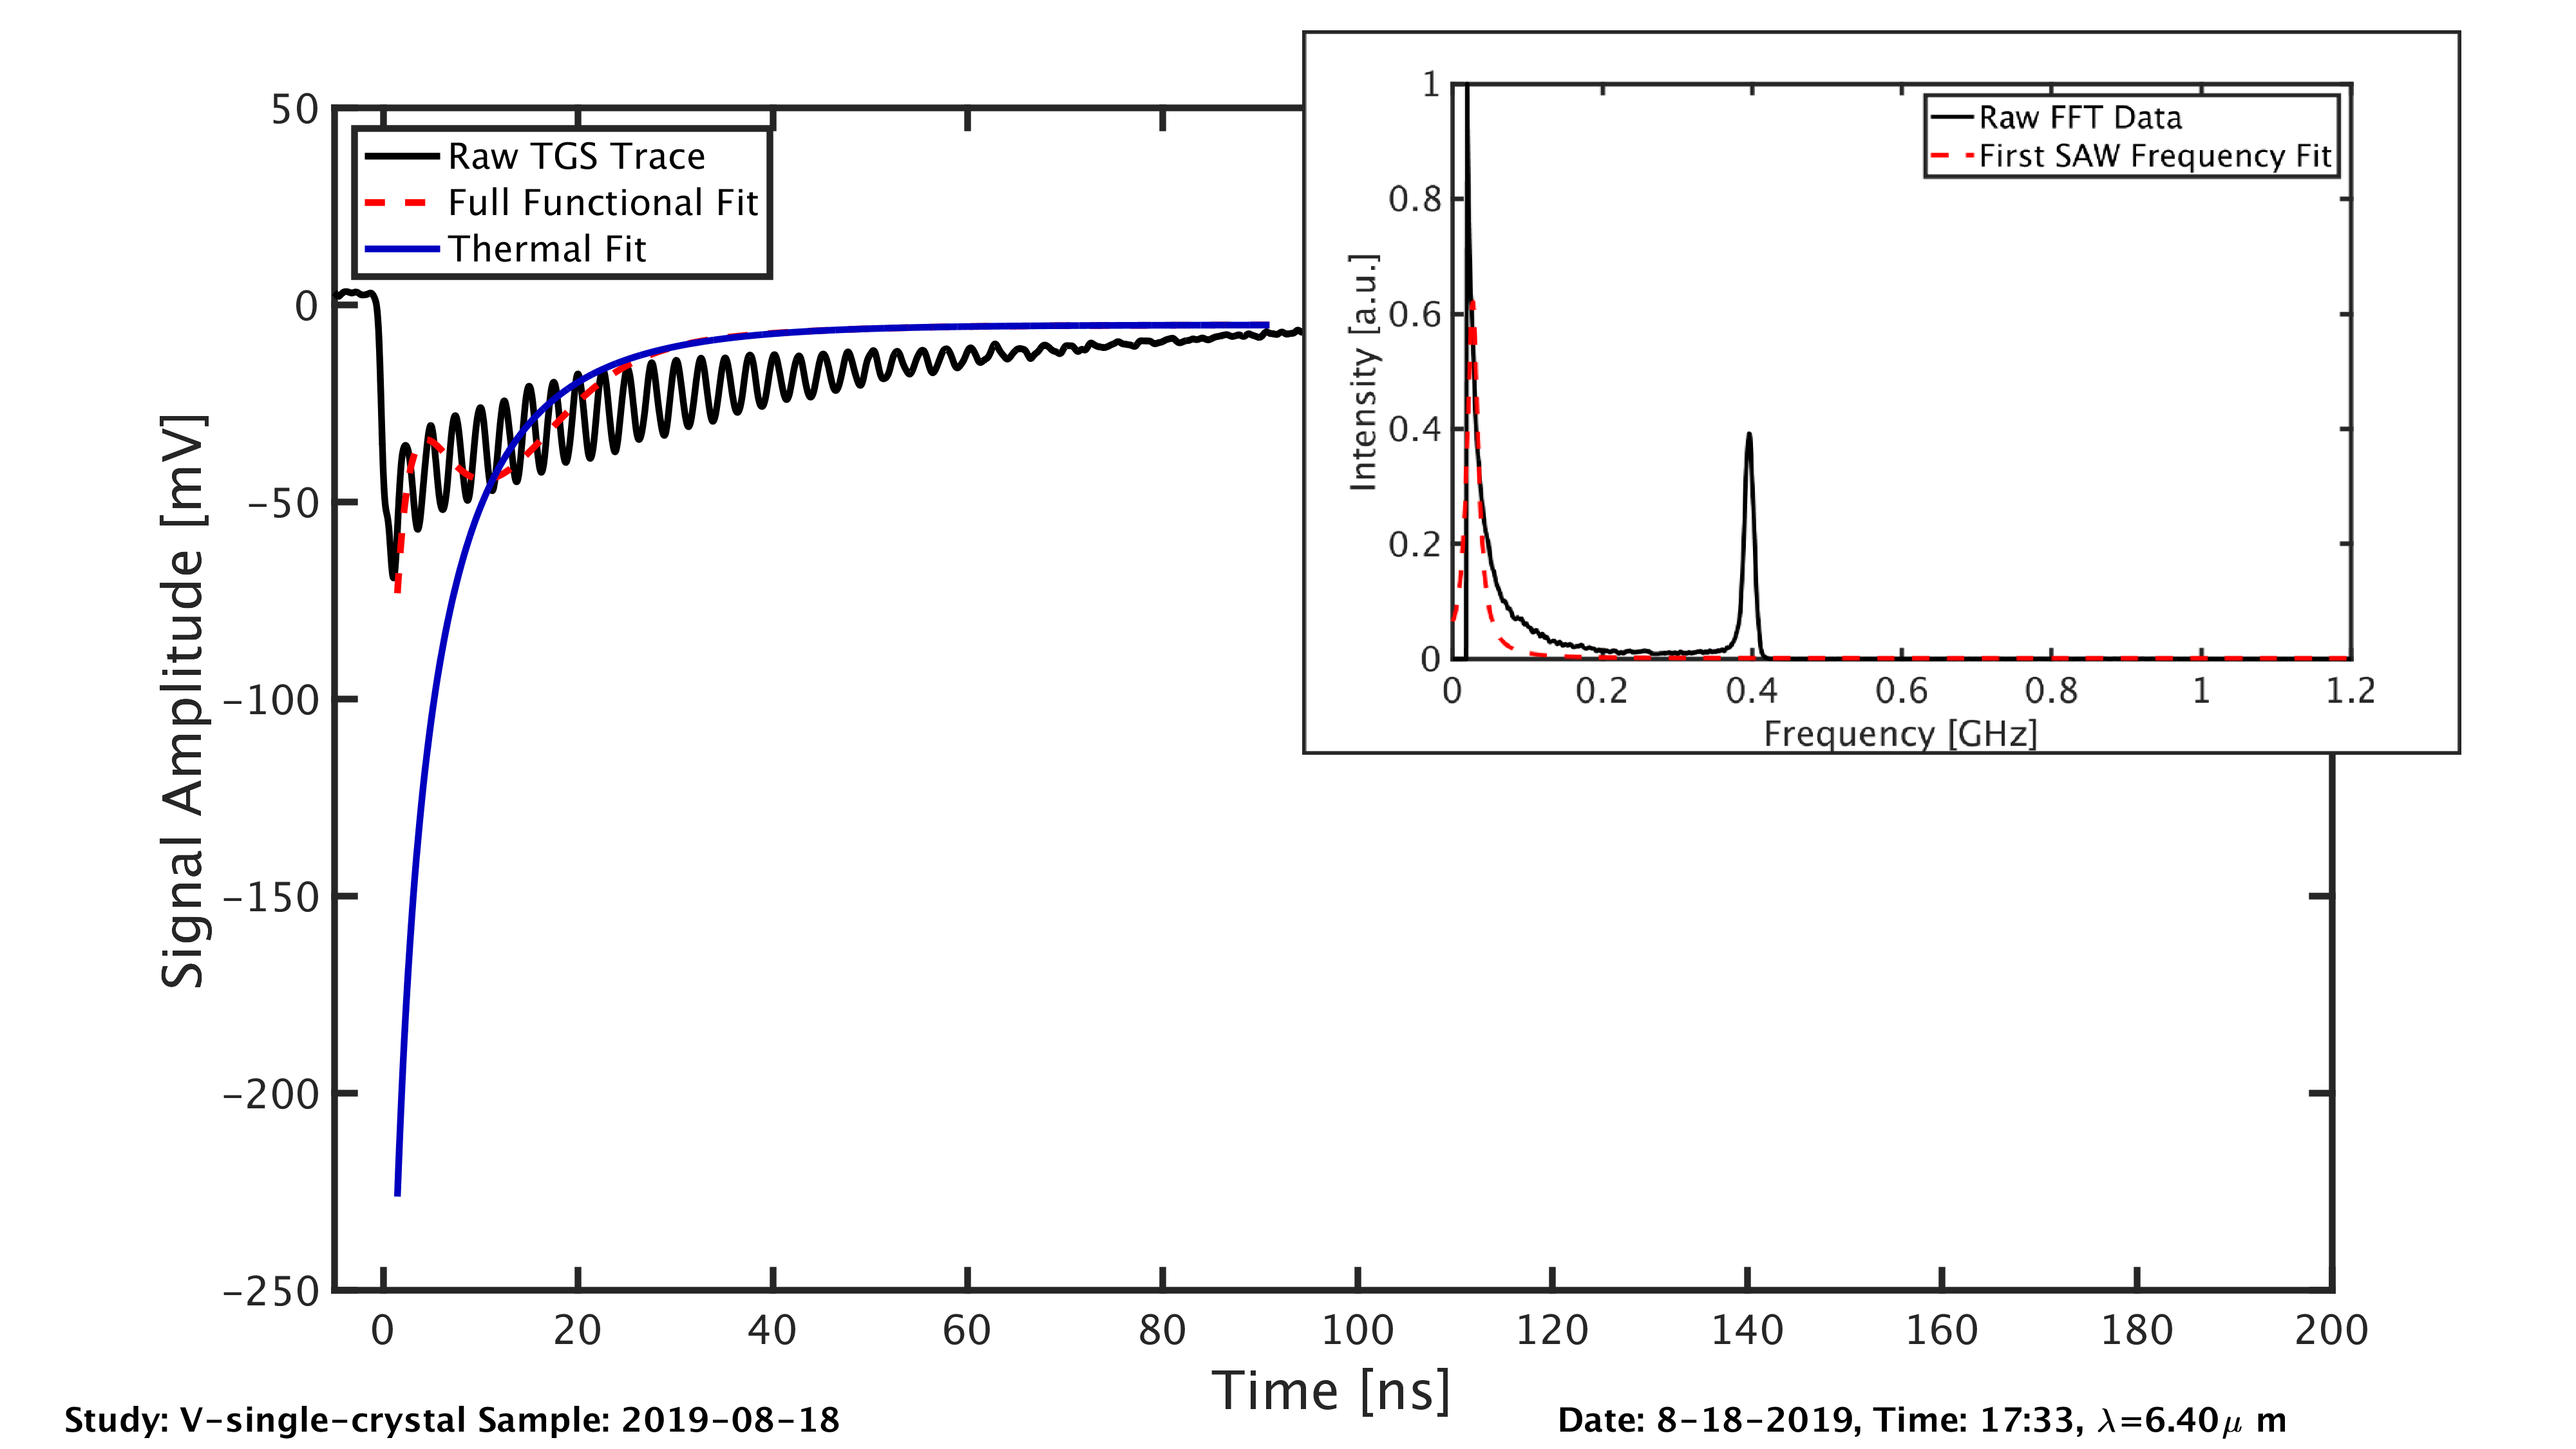 50
0
-50
-100
-150
-200
-250
Signal Amplitude [mV]
Raw TGS Trace
Full Functional Fit
Thermal Fit
0 20 40 60 80 100 120 140 160 180 200
Time [ns]
1
0.8
0.6
0.4
0.2
0
Intensity [a.u.]
Raw FFT Data
First SAW Frequency Fit
0 0.2 0.4 0.6 0.8 1 1.2
Frequency [GHz]
Study: V-single-crystal Sample: 2019-08-18
Date: 8-18-2019, Time: 17:33, λ=6.40μ m